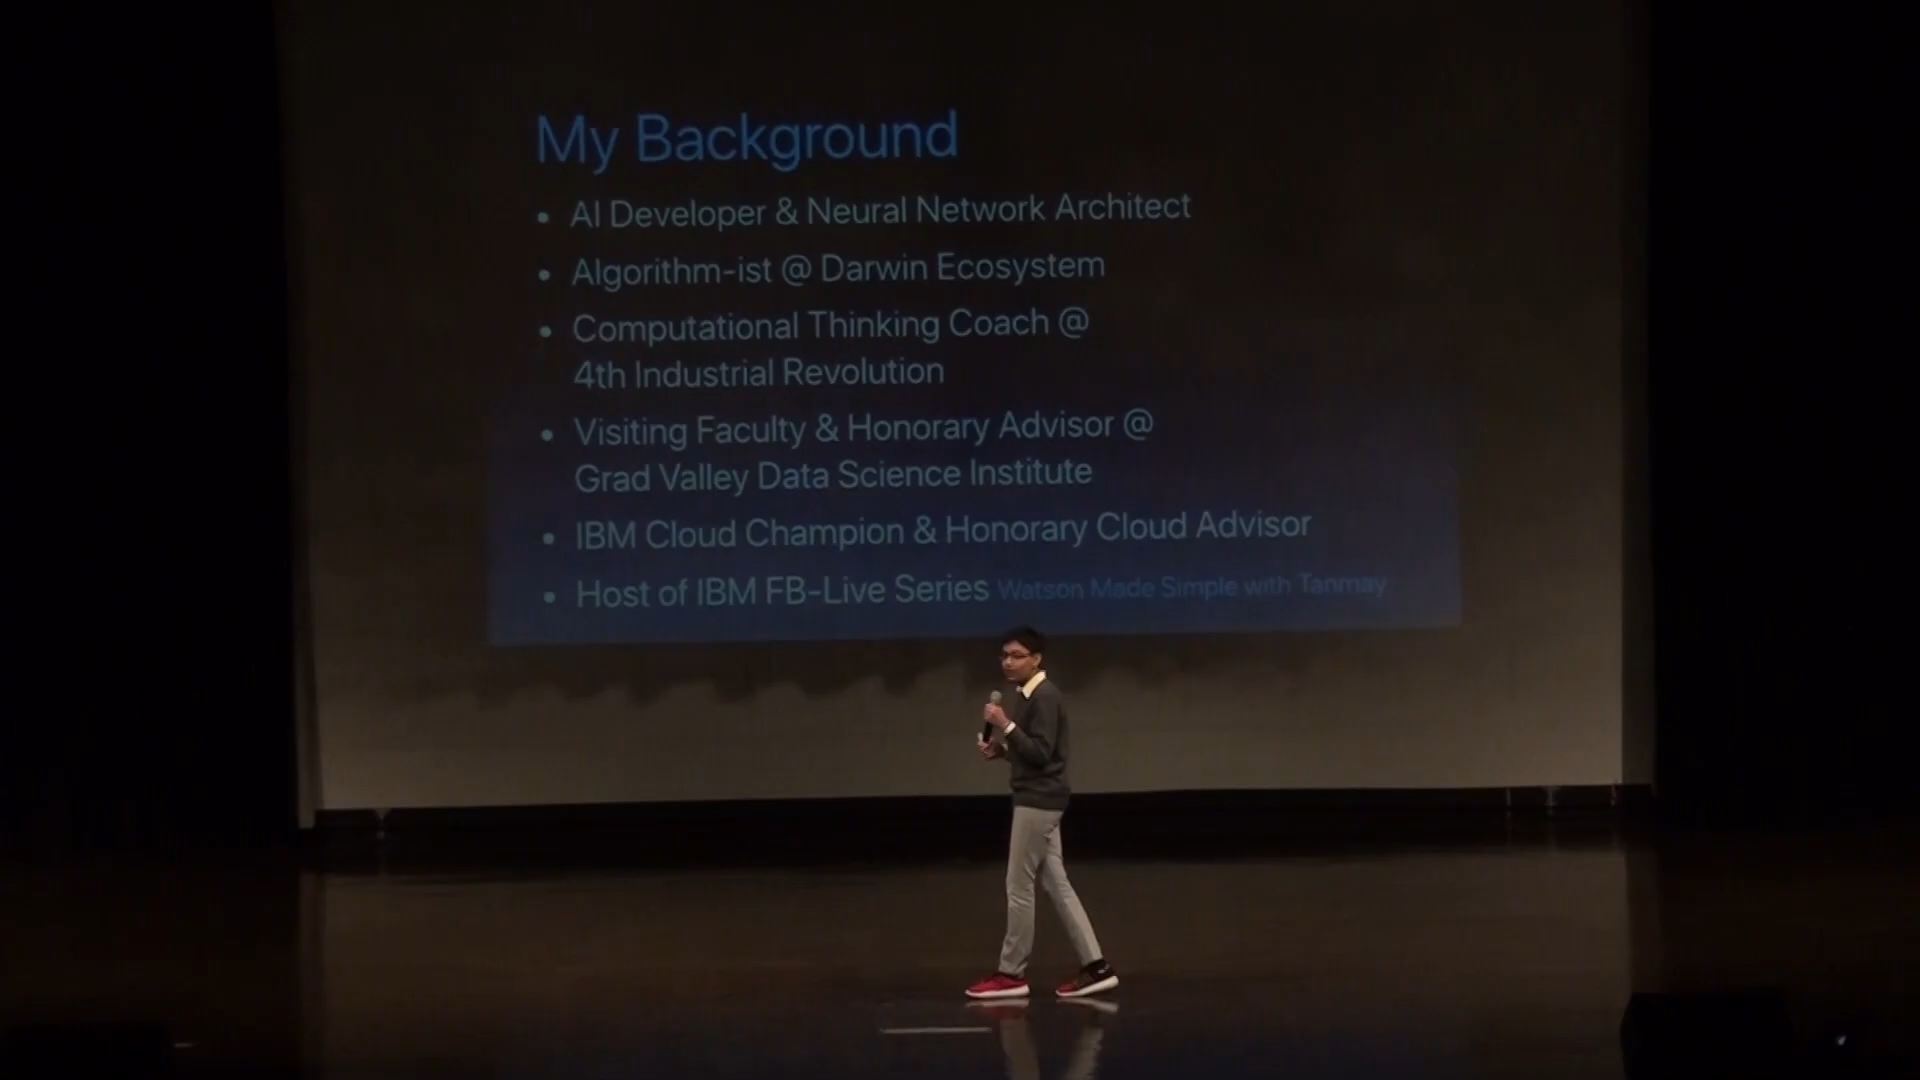 My Background
• AI Developer & Neural Network Architect
• Algorithm-ist @ Darwin Ecosystem
• Computational Thinking Coach @
4th Industrial Revolution
• Visiting Faculty & Honorary Advisor @
Grad Valley Data Science Institute
• IBM Cloud Champion & Honorary Cloud Advisor
• Host of IBM FB-Live Series Watson Made Simple with Tanmay